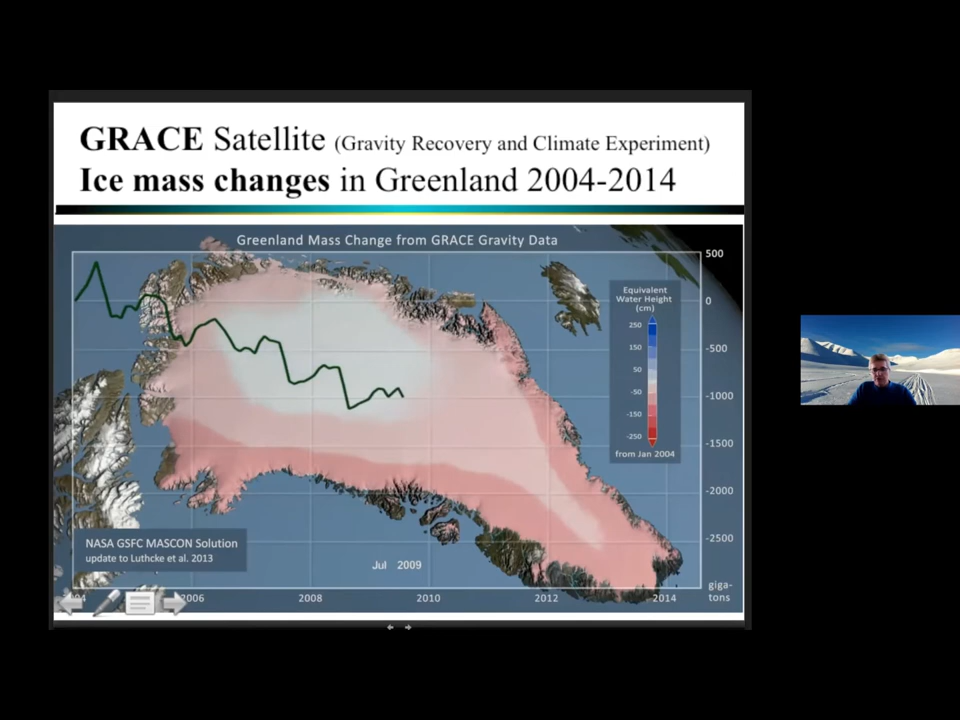 GRACE Satellite (Gravity Recovery and Climate Experiment)
Ice mass changes in Greenland 2004-2014
Greenland Mass Change from GRACE Gravity Data
500
0
-500
-1000
-1500
-2000
-2500
giga-
tons
Equivalent
Water Height
(cm)
250
150
50
-50
-150
-250
from Jan 2004
NASA GSFC MASCON Solution
update to Luthcke et al. 2013
Jul 2009
2006 2008 2010 2012 2014